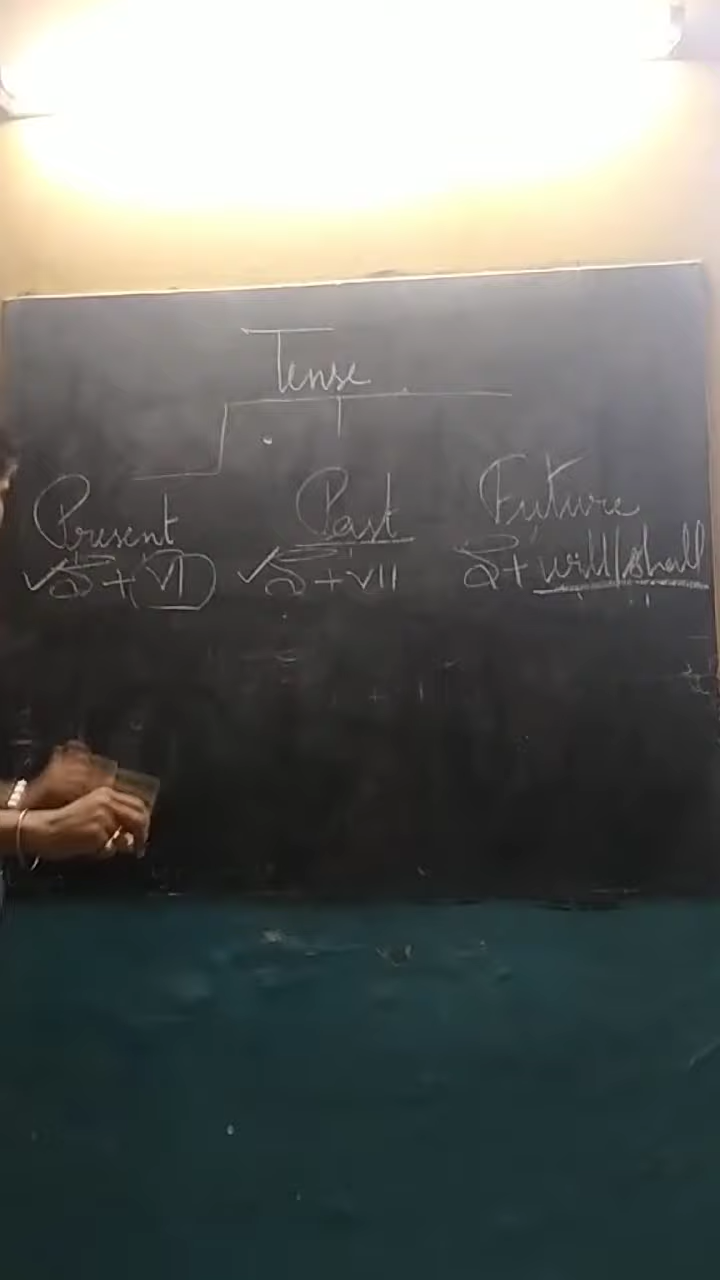 Tense
Present Past Future
√ठ + VI √ठ + VII ठ + will/shall